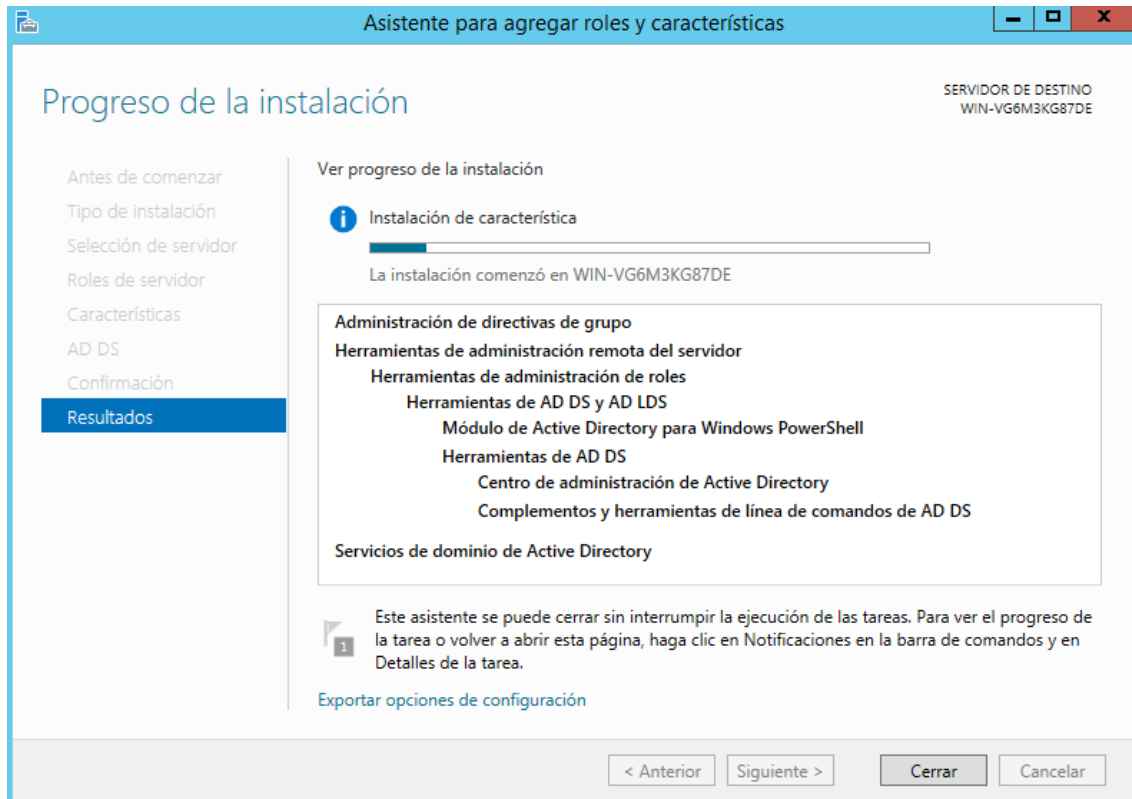 Asistente para agregar roles y características
Progreso de la instalación
SERVIDOR DE DESTINO
WIN-VG6M3KG87DE
Antes de comenzar
Tipo de instalación
Selección de servidor
Roles de servidor
Características
AD DS
Confirmación
Resultados
Ver progreso de la instalación
Instalación de característica
La instalación comenzó en WIN-VG6M3KG87DE
Administración de directivas de grupo
Herramientas de administración remota del servidor
Herramientas de administración de roles
Herramientas de AD DS y AD LDS
Módulo de Active Directory para Windows PowerShell
Herramientas de AD DS
Centro de administración de Active Directory
Complementos y herramientas de línea de comandos de AD DS
Servicios de dominio de Active Directory
1
Este asistente se puede cerrar sin interrumpir la ejecución de las tareas. Para ver el progreso de
la tarea o volver a abrir esta página, haga clic en Notificaciones en la barra de comandos y en
Detalles de la tarea.
Exportar opciones de configuración
< Anterior
Siguiente >
Cerrar
Cancelar